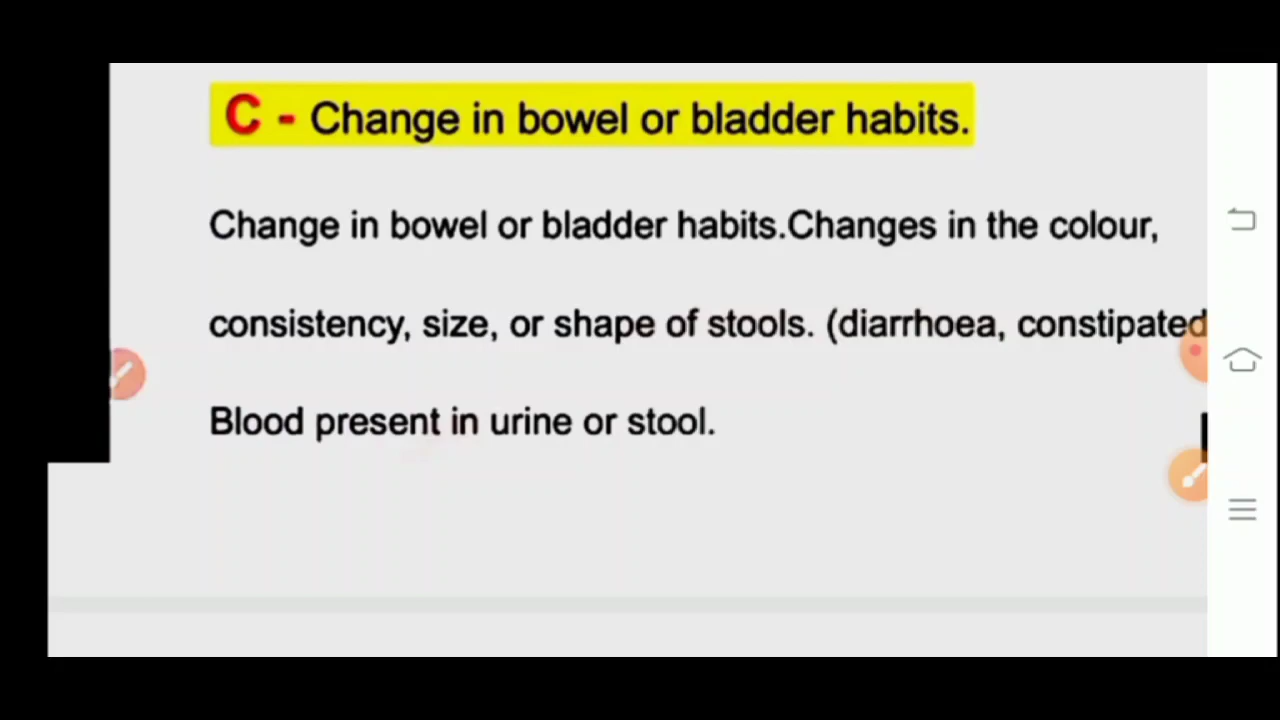 C - Change in bowel or bladder habits.
Change in bowel or bladder habits.Changes in the colour,
consistency, size, or shape of stools. (diarrhoea, constipated
Blood present in urine or stool.